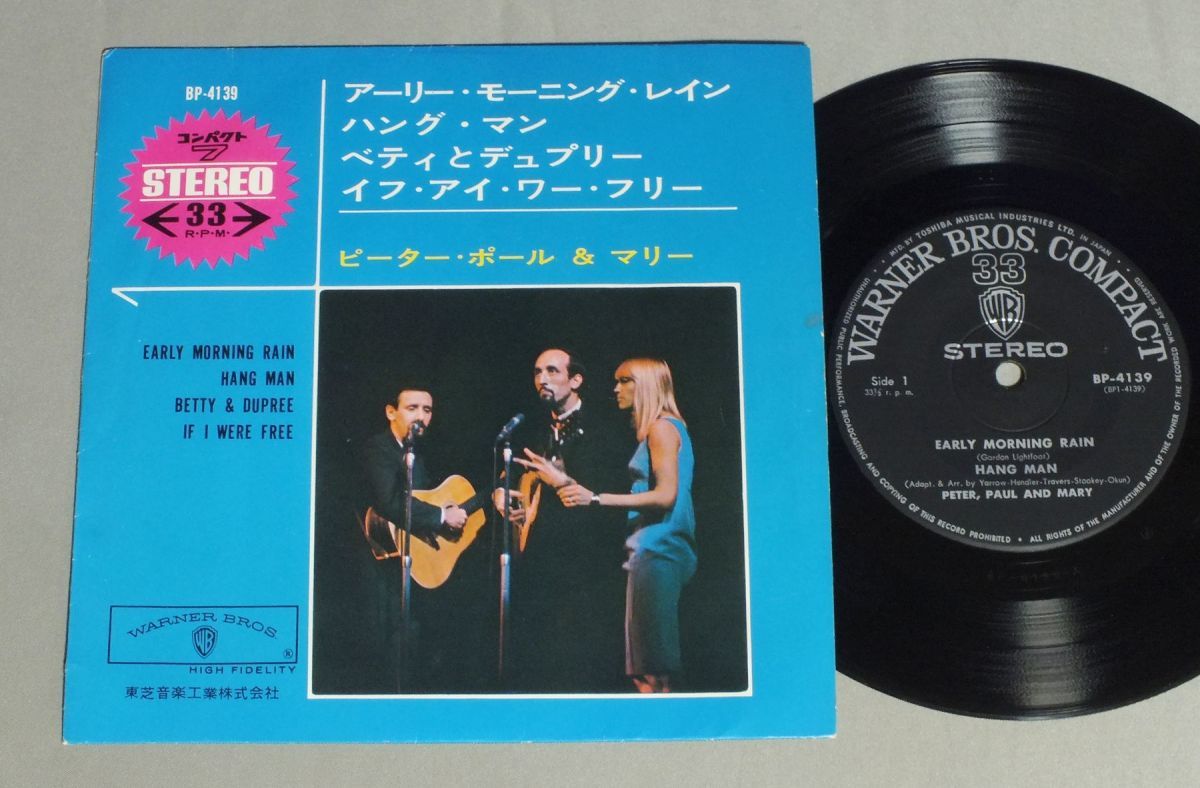 BP-4139
コンパクト
7
STEREO
33
R・P・M・
アーリー・モーニング・レイン
ハング・マン
ベティとデュプリー
イフ・アイ・ワー・フリー
ピーター・ポール & マリー
EARLY MORNING RAIN
HANG MAN
BETTY & DUPREE
IF I WERE FREE
WARNER BROS.
WB
®
HIGH FIDELITY
東芝音楽工業株式会社
MFD. BY TOSHIBA MUSICAL INDUSTRIES LTD. IN JAPAN
WARNER BROS. COMPACT
33
WB
STEREO
Side 1
33⅓ r. p. m.
BP-4139
(BP1-4139)
EARLY MORNING RAIN
(Gordon Lightfoot)
HANG MAN
(Adapt. & Arr. by Yarrow-Hendler-Travers-Stookey-Okun)
PETER, PAUL AND MARY
UNAUTHORIZED PUBLIC PERFORMANCE, BROADCASTING AND COPYING OF THIS RECORD PROHIBITED • ALL RIGHTS OF THE MANUFACTURER AND OF THE OWNER OF THE RECORDED WORK ARE RESERVED